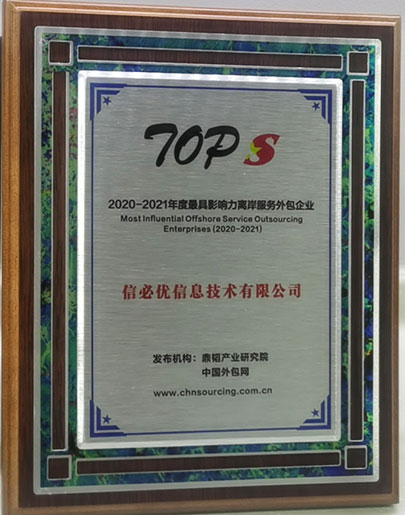 TOP S
2020-2021年度最具影响力离岸服务外包企业
Most Influential Offshore Service Outsourcing
Enterprises (2020-2021)
信必优信息技术有限公司
发布机构：鼎韬产业研究院
中国外包网
www.chnsourcing.com.cn